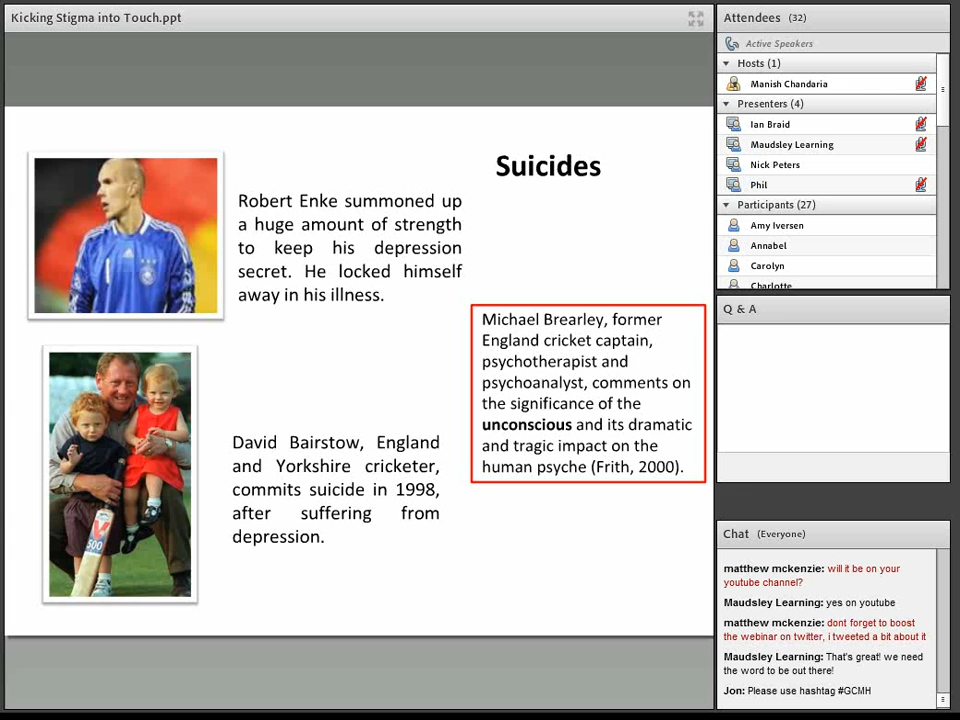 Kicking Stigma into Touch.ppt
Suicides
Robert Enke summoned up
a huge amount of strength
to keep his depression
secret. He locked himself
away in his illness.
Michael Brearley, former
England cricket captain,
psychotherapist and
psychoanalyst, comments on
the significance of the
unconscious and its dramatic
and tragic impact on the
human psyche (Frith, 2000).
David Bairstow, England
and Yorkshire cricketer,
commits suicide in 1998,
after suffering from
depression.
1
500
Attendees (32)
Active Speakers
Hosts (1)
Manish Chandaria
Presenters (4)
Ian Braid
Maudsley Learning
Nick Peters
Phil
Participants (27)
Amy Iversen
Annabel
Carolyn
Charlotte
Q & A
Chat (Everyone)
matthew mckenzie: will it be on your
youtube channel?
Maudsley Learning: yes on youtube
matthew mckenzie: dont forget to boost
the webinar on twitter, i tweeted a bit about it
Maudsley Learning: That's great! we need
the word to be out there!
Jon: Please use hashtag #GCMH